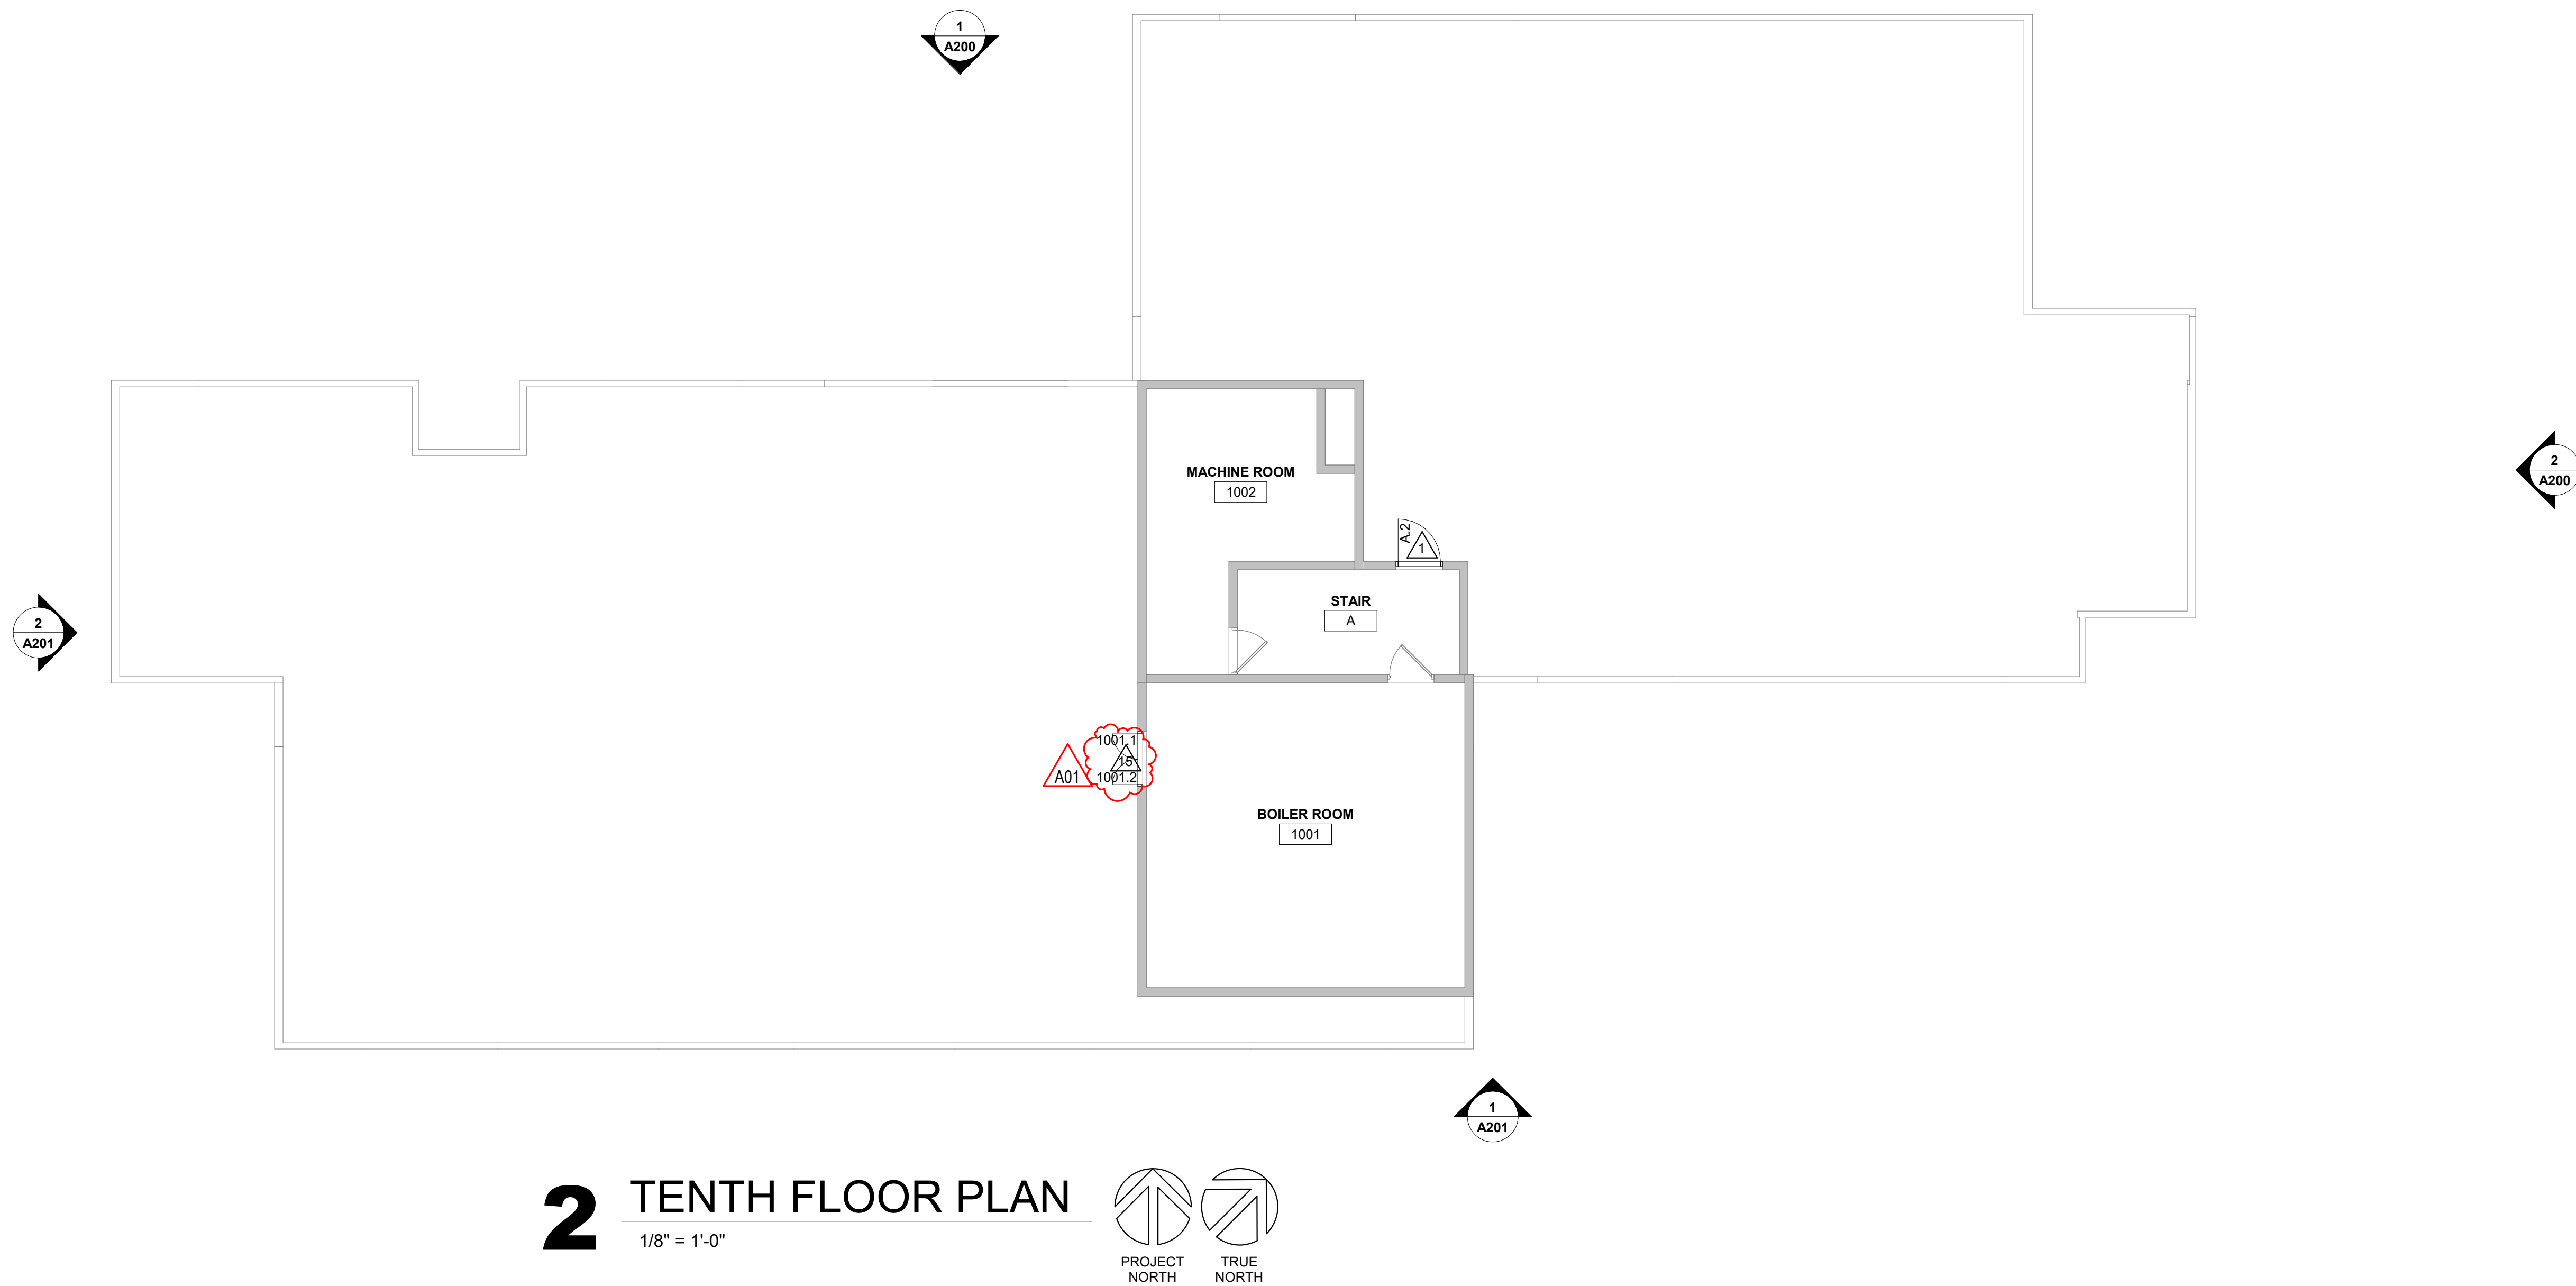 1
A200
MACHINE ROOM
1002
2
A200
A.2
1
STAIR
A
2
A201
1001.1
15
A01
1001.2
BOILER ROOM
1001
1
A201
2 TENTH FLOOR PLAN
1/8" = 1'-0"
PROJECT
NORTH
TRUE
NORTH